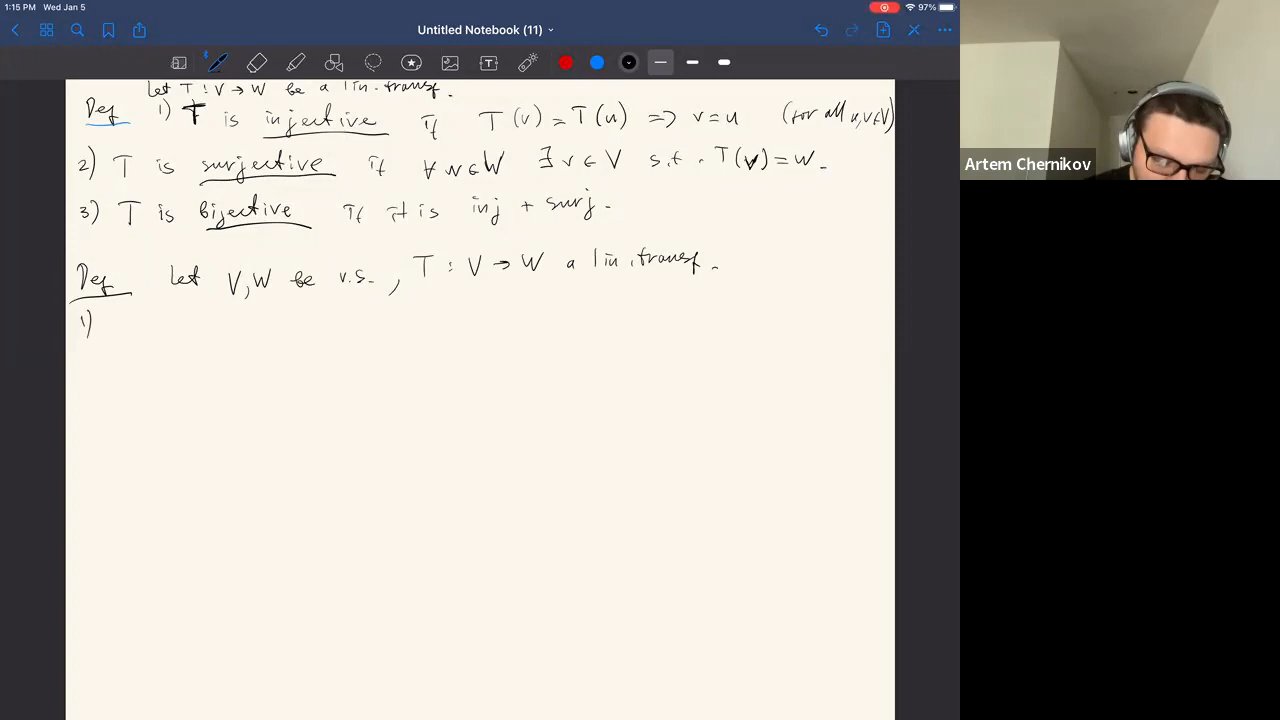 1:15 PM Wed Jan 5
97%
Untitled Notebook (11)
Let T : V → W be a lin. transf.
Def 1) T is injective if T(v) = T(u) => v = u (for all u,v ∈ V)
2) T is surjective if ∀ w ∈ W ∃ v ∈ V s.t. T(v) = w.
3) T is bijective if it is inj + surj.
Def Let V, W be v.s., T : V → W a lin. transf.
1)
Artem Chernikov